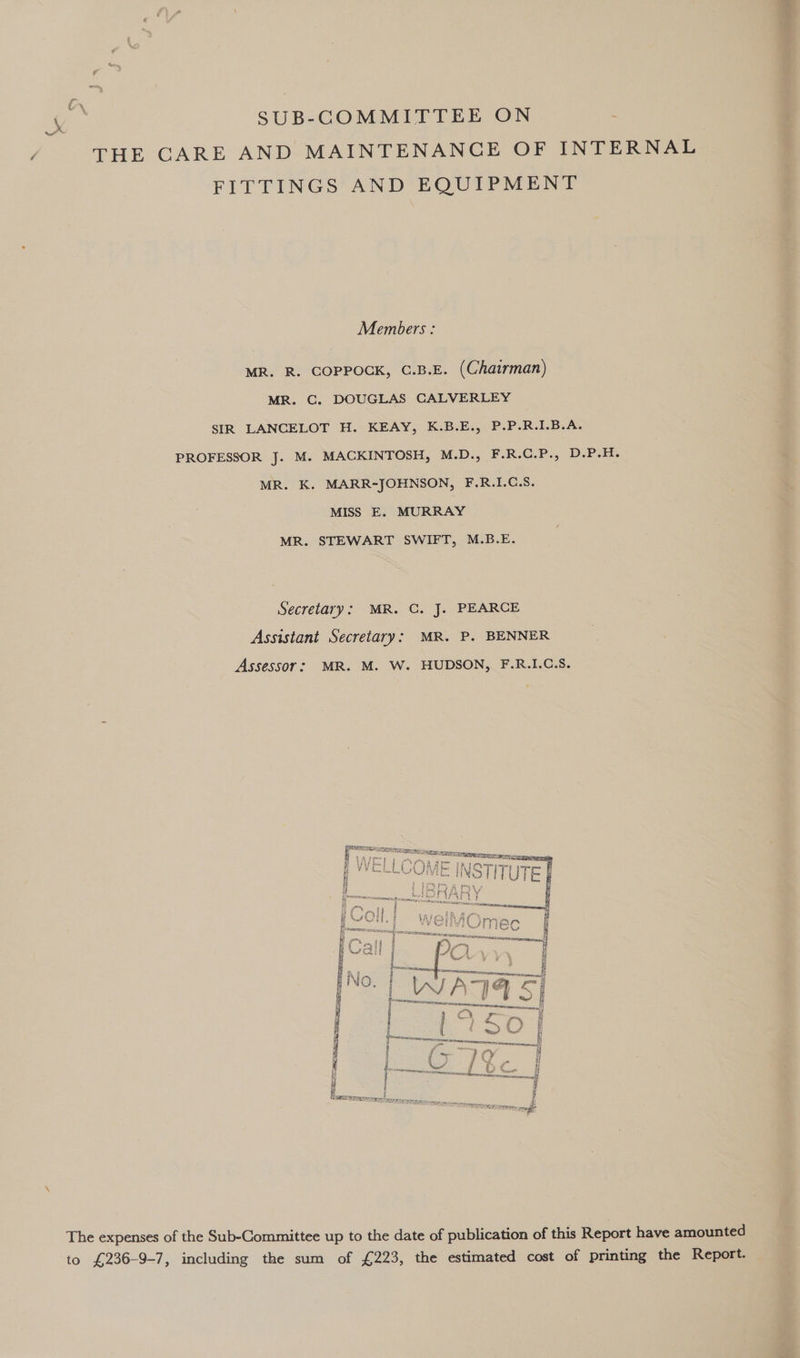 SUB-COMMITTEE ON
THE CARE AND MAINTENANCE OF INTERNAL
FITTINGS AND EQUIPMENT
Members :
MR. R. COPPOCK, C.B.E. (Chairman)
MR. C. DOUGLAS CALVERLEY
SIR LANCELOT H. KEAY, K.B.E., P.P.R.I.B.A.
PROFESSOR J. M. MACKINTOSH, M.D., F.R.C.P., D.P.H.
MR. K. MARR-JOHNSON, F.R.I.C.S.
MISS E. MURRAY
MR. STEWART SWIFT, M.B.E.
Secretary: MR. C. J. PEARCE
Assistant Secretary: MR. P. BENNER
Assessor: MR. M. W. HUDSON, F.R.I.C.S.
WELLCOME INSTITUTE
LIBRARY
Coll. welMOmec
Call Pam
No. WA795
1950
G78c
The expenses of the Sub-Committee up to the date of publication of this Report have amounted
to £236-9-7, including the sum of £223, the estimated cost of printing the Report.